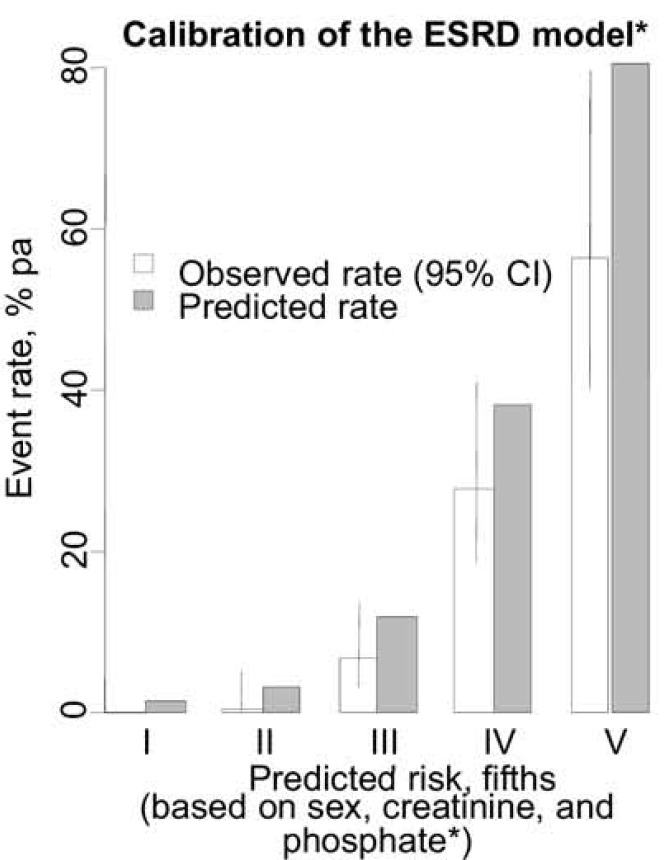 Calibration of the ESRD model*
80
60
40
20
0
Event rate, % pa
Observed rate (95% CI)
Predicted rate
I II III IV V
Predicted risk, fifths
(based on sex, creatinine, and
phosphate*)